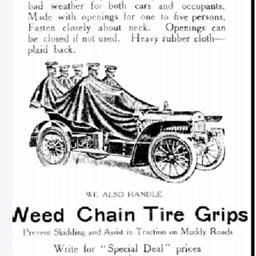 bad weather for both cars and occupants.
Made with openings for one to five persons.
Fasten closely about neck. Openings can
be closed if not used. Heavy rubber cloth—
plaid back.
WE ALSO HANDLE
Weed Chain Tire Grips
Prevent Skidding and Assist in Traction on Muddy Roads
Write for "Special Deal" prices